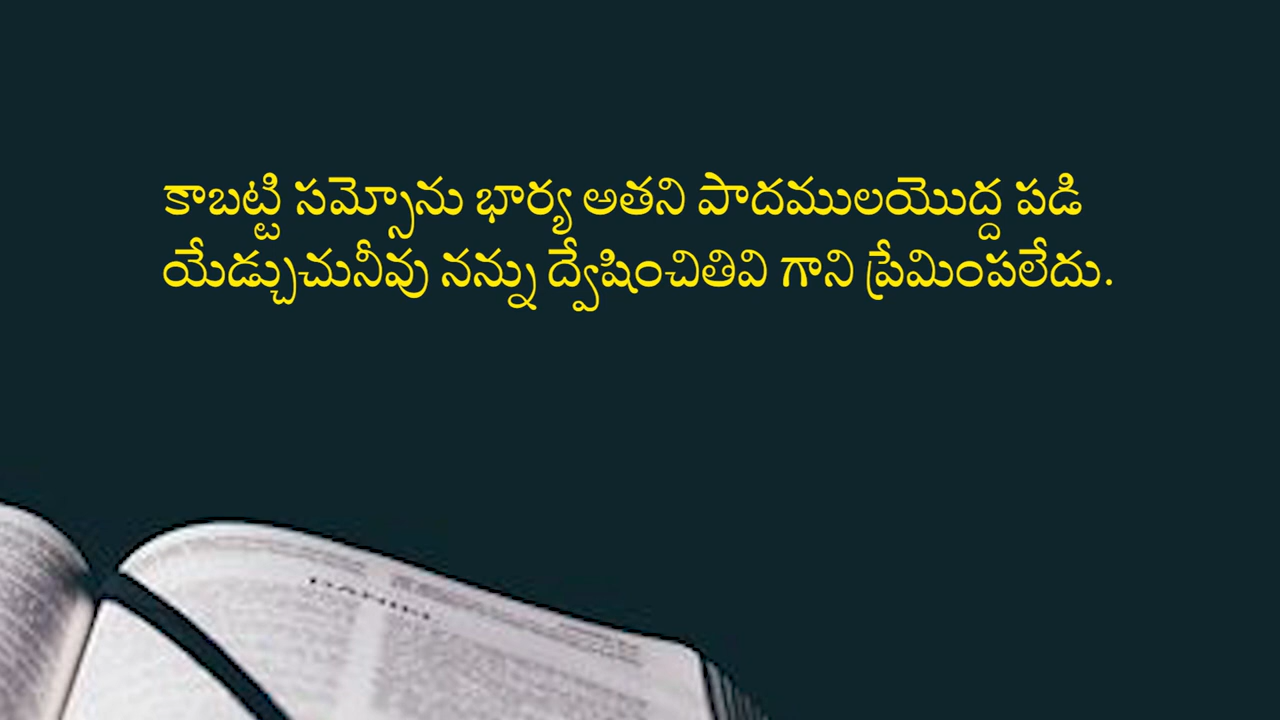 కాబట్టి సమ్సోను భార్య అతని పాదములయొద్ద పడి
యేడ్చుచునీవు నన్ను ద్వేషించితివి గాని ప్రేమింపలేదు.